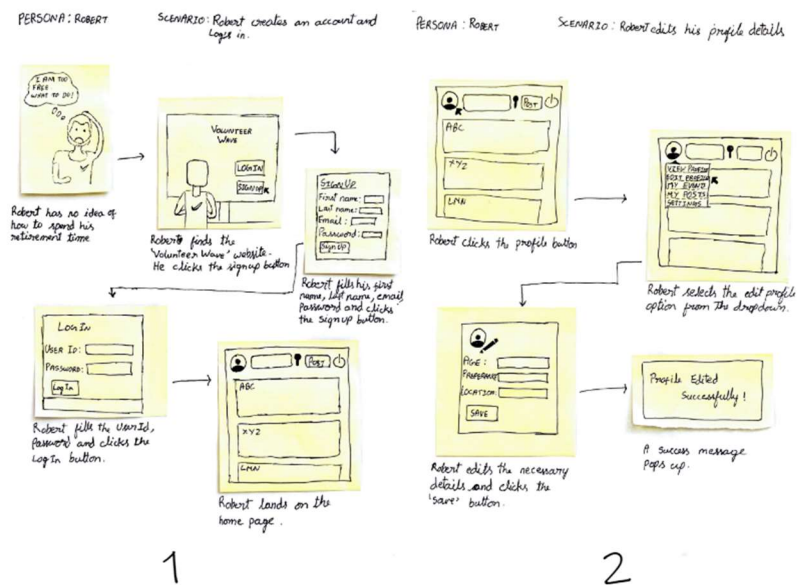 PERSONA: ROBERT
SCENARIO: Robert creates an account and
Logs in.
I AM TOO
FREE
WHAT TO DO!
Robert has no idea of
how to spend his
retirement time
VOLUNTEER
WAVE
LOGIN
SIGNUP
Robert finds the
'Volunteer Wave' website.
He clicks the signup button
SIGNUP
First name:
Last name:
Email:
Password:
SignUp
Robert fills his first
name, last name, email,
Password and clicks
the signup button.
LOGIN
USER ID:
PASSWORD:
Log In
Robert fills the UserId,
Password and clicks the
Log In button.
POST
ABC
XYZ
LMN
Robert lands on the
home page.
1
PERSONA: ROBERT
SCENARIO: Robert edits his profile details
POST
ABC
XYZ
LMN
Robert clicks the profile button
VIEW PROFILE
EDIT PROFILE
MY EVENT
MY POSTS
SETTINGS
Robert selects the edit profile
option from the dropdown.
AGE:
LOCATION:
SAVE
Robert edits the necessary
details and clicks the
'save' button.
Profile Edited
Successfully!
A success message
Pops up.
2